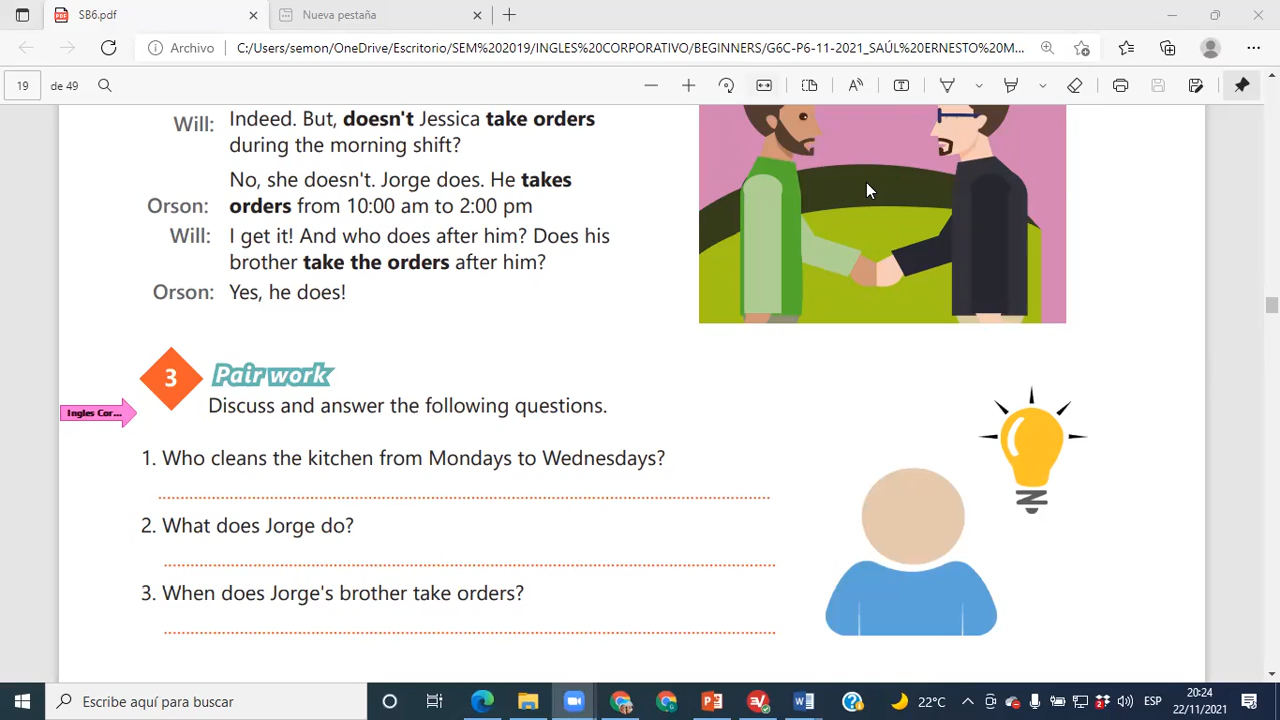 SB6.pdf
Nueva pestaña
Archivo
C:/Users/semon/OneDrive/Escritorio/SEM%202019/INGLES%20CORPORATIVO/BEGINNERS/G6C-P6-11-2021_SAÚL%20ERNESTO%20M...
19 de 49
Will: Indeed. But, doesn't Jessica take orders
during the morning shift?
No, she doesn't. Jorge does. He takes
Orson: orders from 10:00 am to 2:00 pm
Will: I get it! And who does after him? Does his
brother take the orders after him?
Orson: Yes, he does!
3
Pair work
Discuss and answer the following questions.
Ingles Cor...
1. Who cleans the kitchen from Mondays to Wednesdays?
2. What does Jorge do?
3. When does Jorge's brother take orders?
Escribe aquí para buscar
22°C
ESP
20:24
22/11/2021